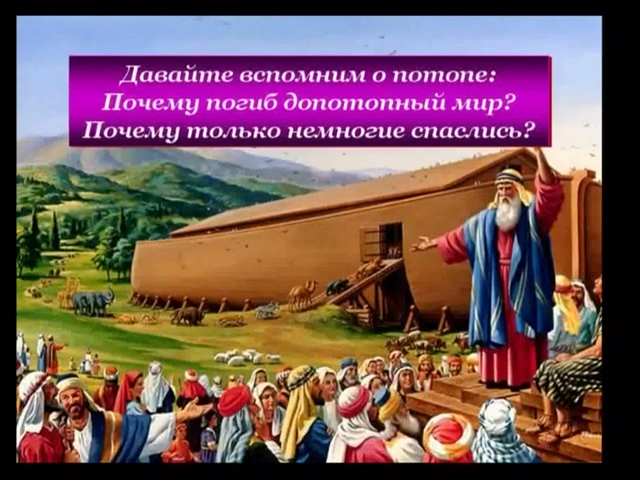 Давайте вспомним о потопе:
Почему погиб допотопный мир?
Почему только немногие спаслись?